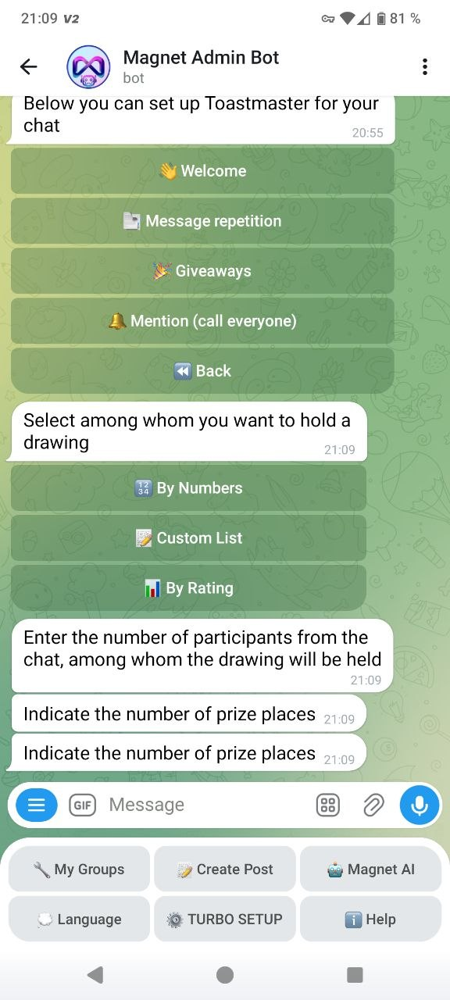 21:09 V2 81 %
Magnet Admin Bot
bot
Below you can set up Toastmaster for your
chat
20:55
Welcome
Message repetition
Giveaways
Mention (call everyone)
Back
Select among whom you want to hold a
drawing
21:09
1234 By Numbers
Custom List
By Rating
Enter the number of participants from the
chat, among whom the drawing will be held
21:09
Indicate the number of prize places 21:09
Indicate the number of prize places 21:09
GIF Message
My Groups Create Post Magnet AI
Language TURBO SETUP Help